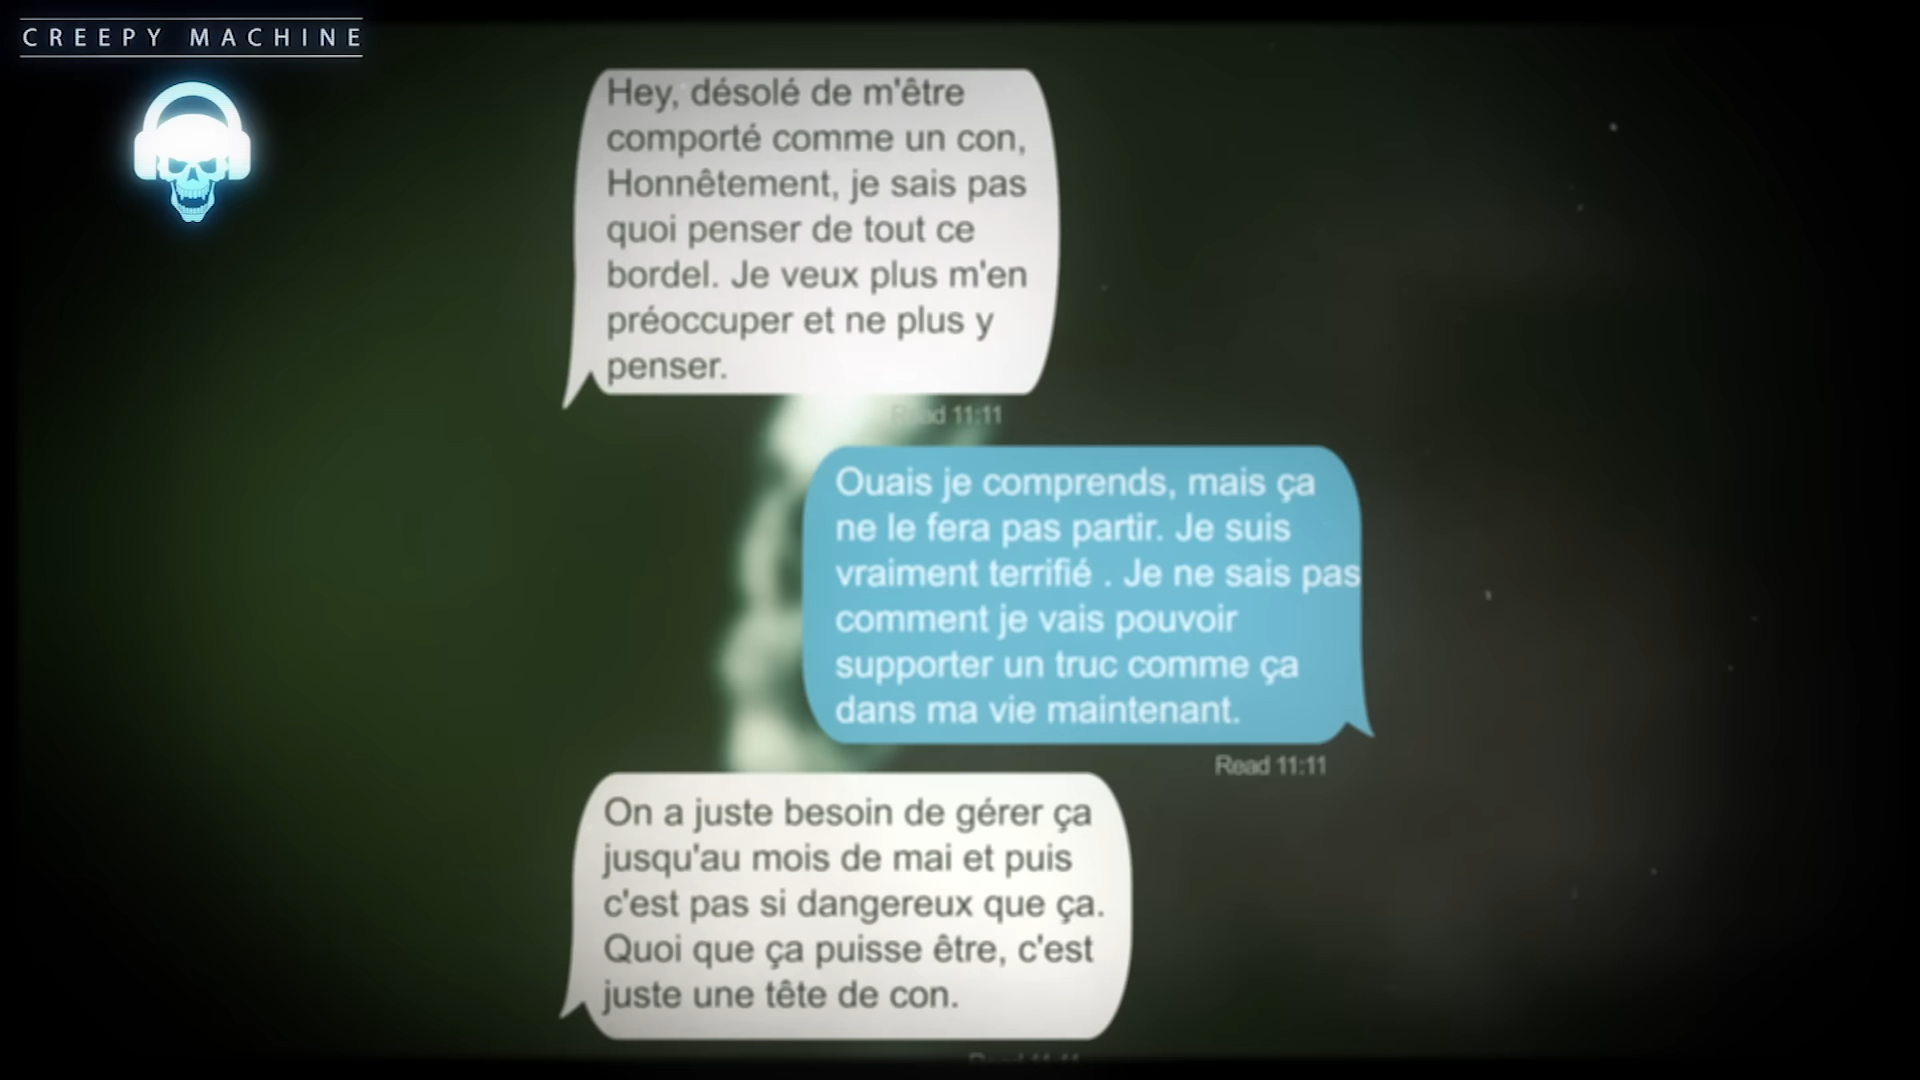 CREEPY MACHINE
Hey, désolé de m'être
comporté comme un con,
Honnêtement, je sais pas
quoi penser de tout ce
bordel. Je veux plus m'en
préoccuper et ne plus y
penser.
Read 11:11
Ouais je comprends, mais ça
ne le fera pas partir. Je suis
vraiment terrifié . Je ne sais pas
comment je vais pouvoir
supporter un truc comme ça
dans ma vie maintenant.
Read 11:11
On a juste besoin de gérer ça
jusqu'au mois de mai et puis
c'est pas si dangereux que ça.
Quoi que ça puisse être, c'est
juste une tête de con.
Read 11:11